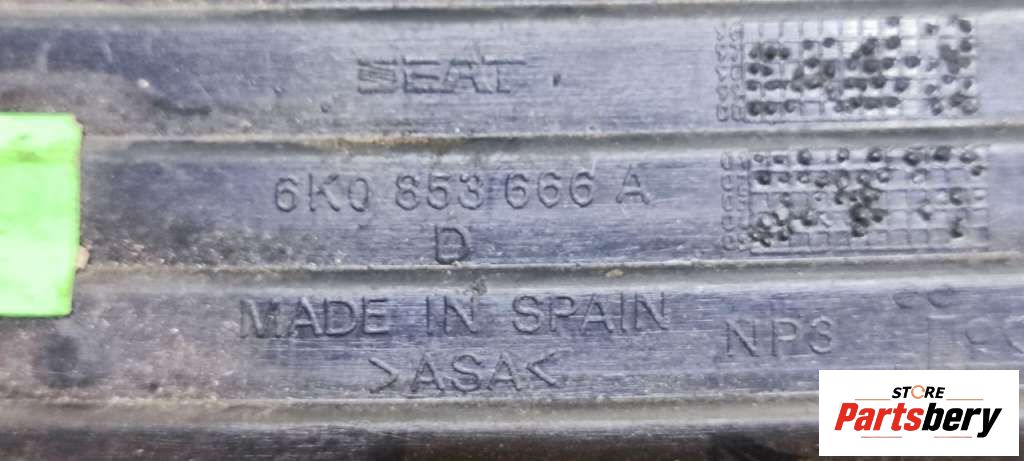 SEAT
6K0 853 666 A
D
MADE IN SPAIN
>ASA<
NP3
STORE
Partsbery